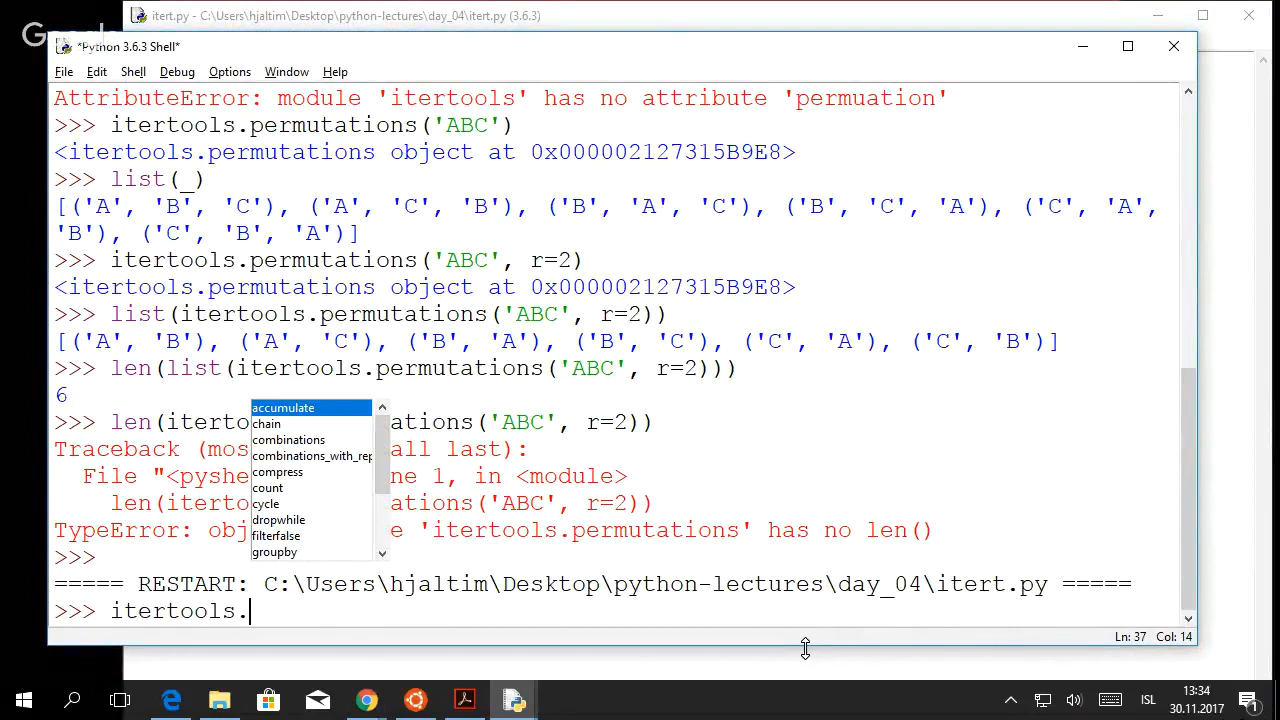 itert.py - C:\Users\hjaltim\Desktop\python-lectures\day_04\itert.py (3.6.3)
Google
*Python 3.6.3 Shell*
File Edit Shell Debug Options Window Help
AttributeError: module 'itertools' has no attribute 'permuation'
>>> itertools.permutations('ABC')
<itertools.permutations object at 0x000002127315B9E8>
>>> list(_)
[('A', 'B', 'C'), ('A', 'C', 'B'), ('B', 'A', 'C'), ('B', 'C', 'A'), ('C', 'A',
'B'), ('C', 'B', 'A')]
>>> itertools.permutations('ABC', r=2)
<itertools.permutations object at 0x000002127315B9E8>
>>> list(itertools.permutations('ABC', r=2))
[('A', 'B'), ('A', 'C'), ('B', 'A'), ('B', 'C'), ('C', 'A'), ('C', 'B')]
>>> len(list(itertools.permutations('ABC', r=2)))
6
>>> len(iterto ations('ABC', r=2))
Traceback (mos all last):
File "<pyshe ne 1, in <module>
len(iterto ations('ABC', r=2))
TypeError: obj e 'itertools.permutations' has no len()
>>>
===== RESTART: C:\Users\hjaltim\Desktop\python-lectures\day_04\itert.py =====
>>> itertools.
accumulate
chain
combinations
combinations_with_rep
compress
count
cycle
dropwhile
filterfalse
groupby
Ln: 37 Col: 14
ISL
13:34
30.11.2017
1